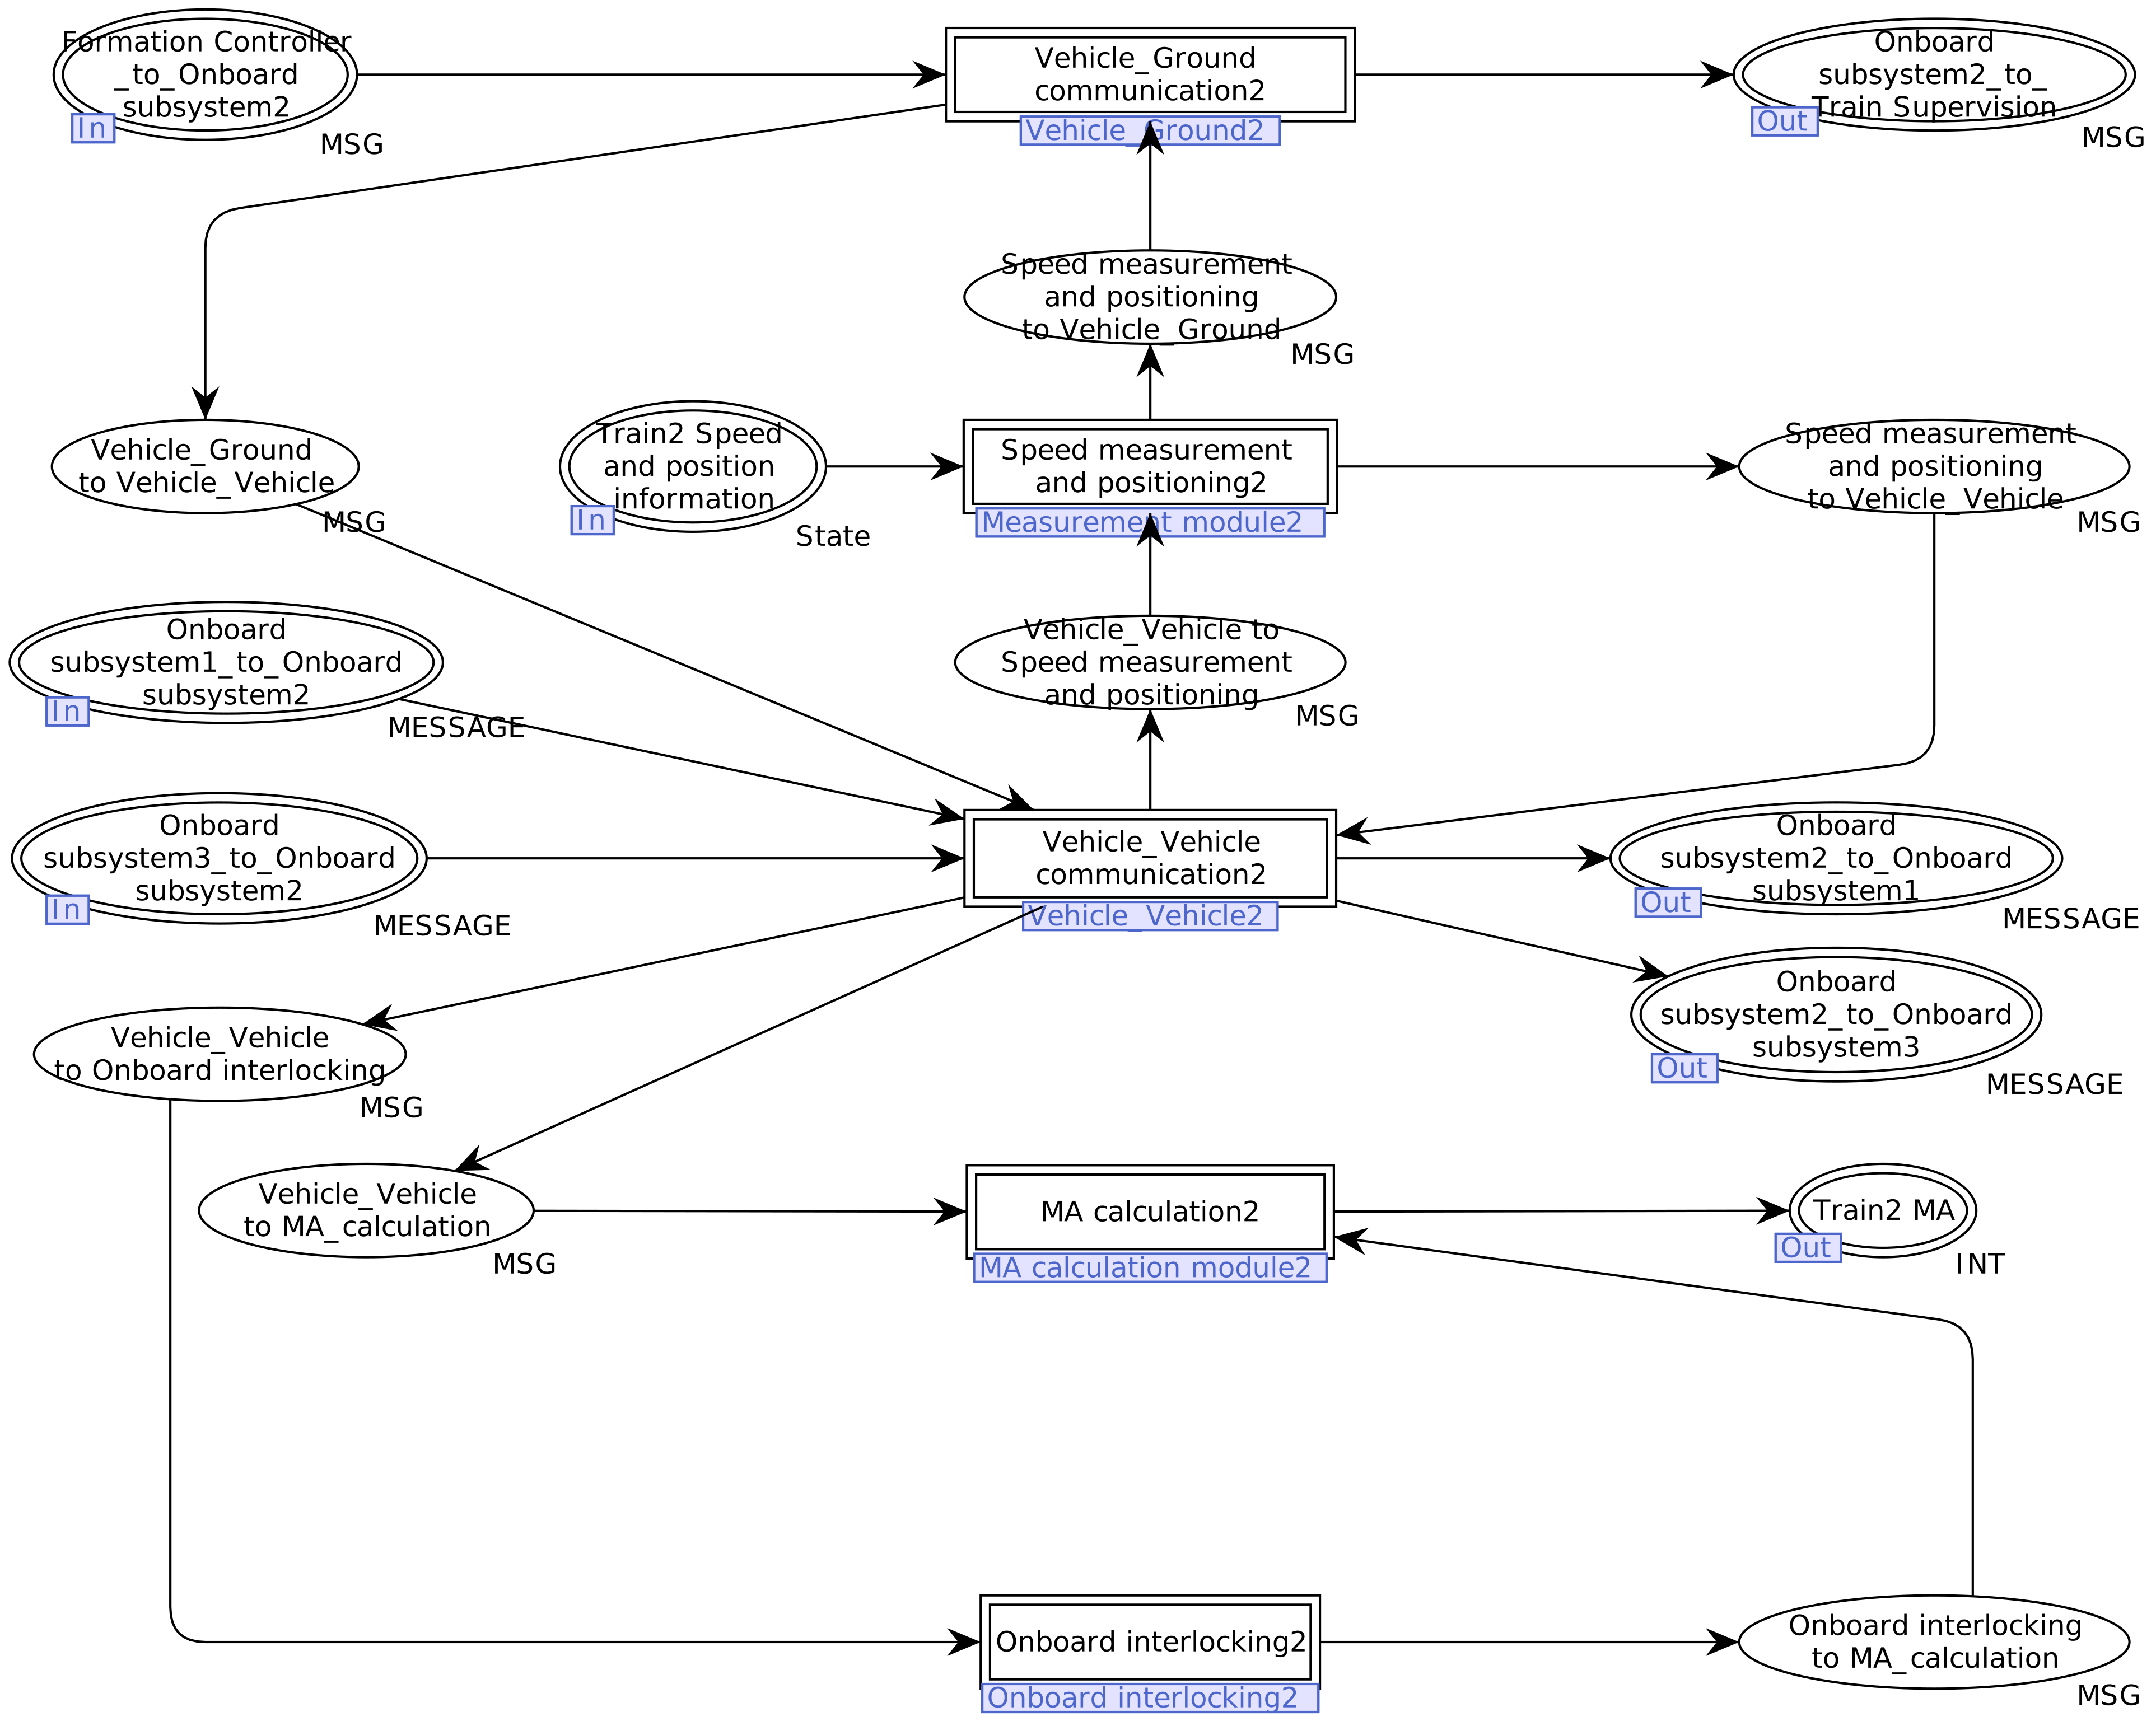 Formation Controller
_to_Onboard
subsystem2
In
MSG
Vehicle_Ground
communication2
Vehicle_Ground2
Onboard
subsystem2_to_
Train Supervision
Out
MSG
Speed measurement
and positioning
to Vehicle_Ground
MSG
Vehicle_Ground
to Vehicle_Vehicle
MSG
Train2 Speed
and position
information
In
State
Speed measurement
and positioning2
Measurement module2
Speed measurement
and positioning
to Vehicle_Vehicle
MSG
Onboard
subsystem1_to_Onboard
subsystem2
In
MESSAGE
Vehicle_Vehicle to
Speed measurement
and positioning
MSG
Onboard
subsystem3_to_Onboard
subsystem2
In
MESSAGE
Vehicle_Vehicle
communication2
Vehicle_Vehicle2
Onboard
subsystem2_to_Onboard
subsystem1
Out
MESSAGE
Onboard
subsystem2_to_Onboard
subsystem3
Out
MESSAGE
Vehicle_Vehicle
to Onboard interlocking
MSG
Vehicle_Vehicle
to MA_calculation
MSG
MA calculation2
MA calculation module2
Train2 MA
Out
INT
Onboard interlocking2
Onboard interlocking2
Onboard interlocking
to MA_calculation
MSG